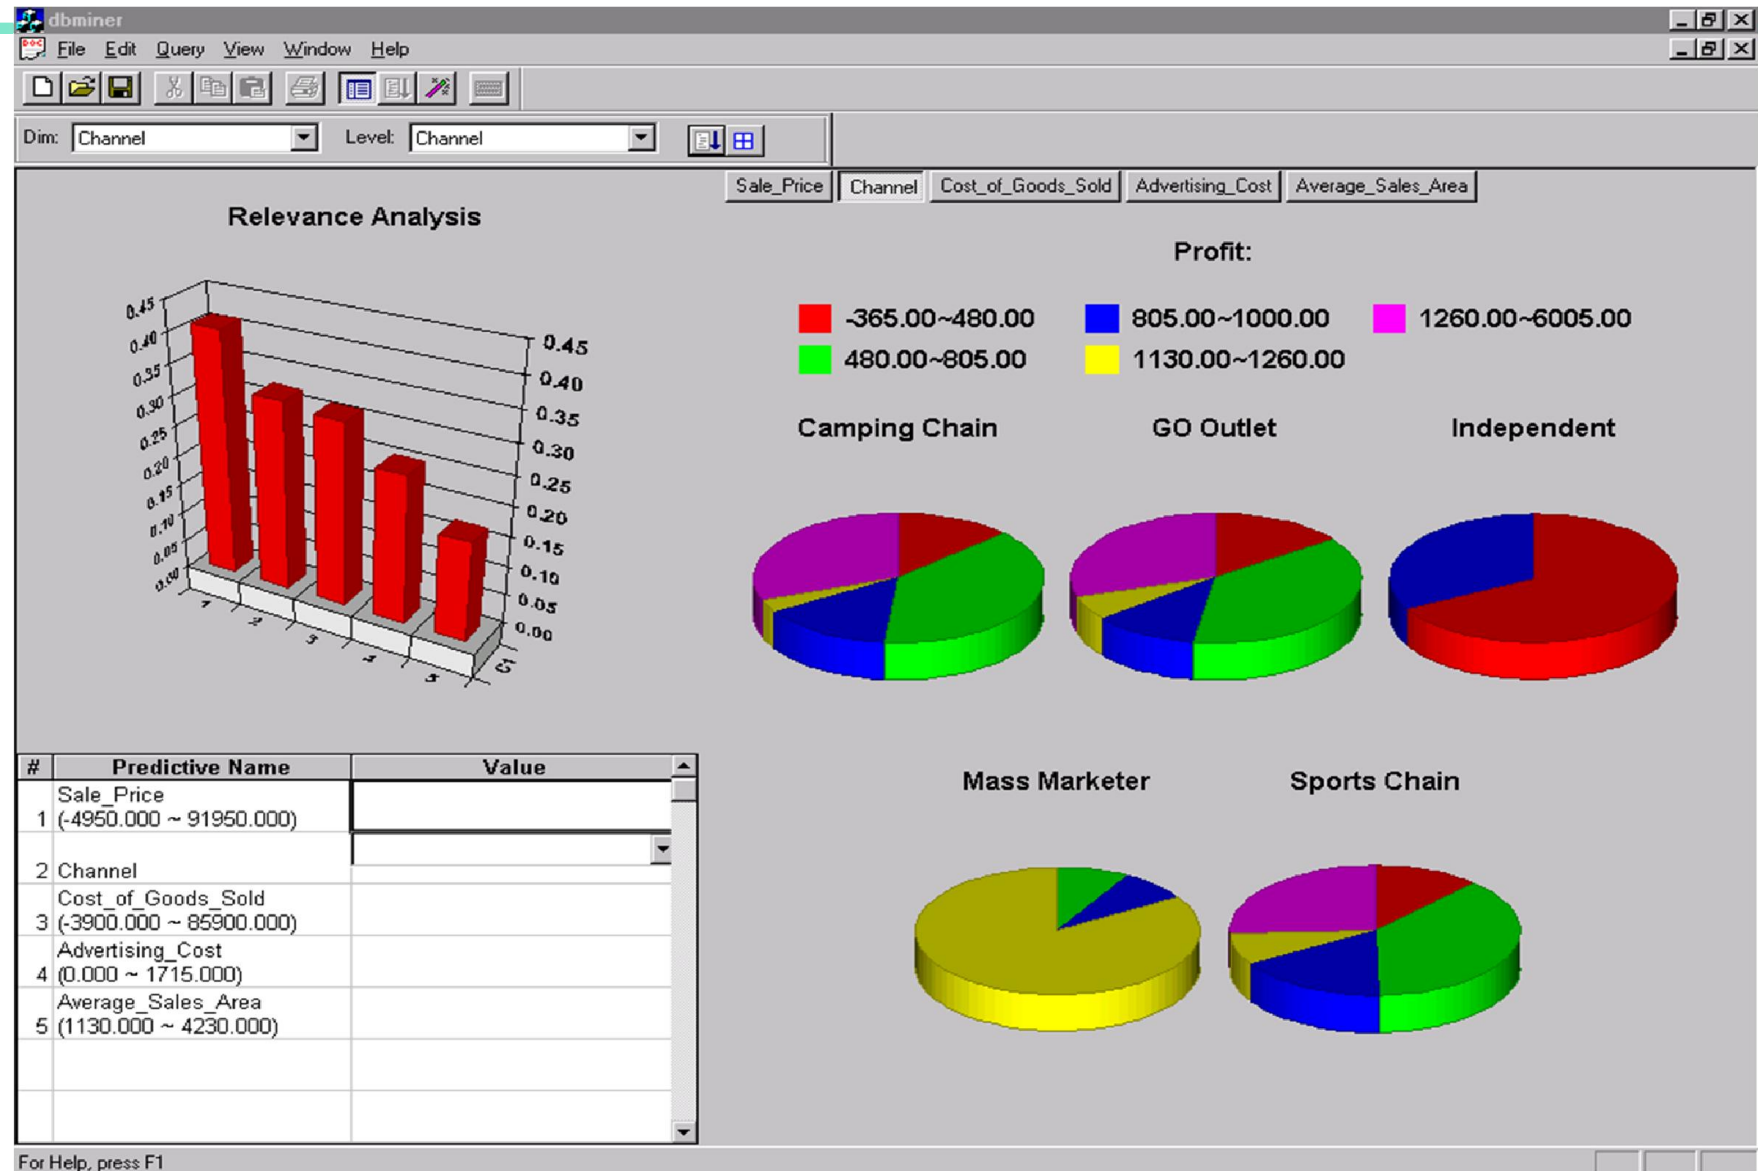 dbminer
File Edit Query View Window Help
Dim: Channel Level: Channel
Sale_Price Channel Cost_of_Goods_Sold Advertising_Cost Average_Sales_Area
Relevance Analysis
0.45
0.40
0.35
0.30
0.25
0.20
0.15
0.10
0.05
0.00
0.45
0.40
0.35
0.30
0.25
0.20
0.15
0.10
0.05
0.00
1 2 3 4 5
C1
Profit:
-365.00~480.00 805.00~1000.00 1260.00~6005.00
480.00~805.00 1130.00~1260.00
Camping Chain GO Outlet Independent
Mass Marketer Sports Chain
# Predictive Name Value
Sale_Price
1 (-4950.000 ~ 91950.000)
2 Channel
Cost_of_Goods_Sold
3 (-3900.000 ~ 85900.000)
Advertising_Cost
4 (0.000 ~ 1715.000)
Average_Sales_Area
5 (1130.000 ~ 4230.000)
For Help, press F1